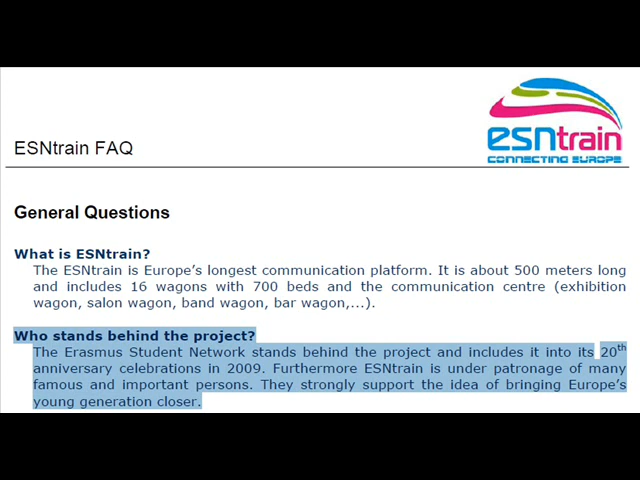 esntrain
CONNECTING EUROPE
ESNtrain FAQ
General Questions
What is ESNtrain?
The ESNtrain is Europe’s longest communication platform. It is about 500 meters long
and includes 16 wagons with 700 beds and the communication centre (exhibition
wagon, salon wagon, band wagon, bar wagon,...).
Who stands behind the project?
The Erasmus Student Network stands behind the project and includes it into its 20th
anniversary celebrations in 2009. Furthermore ESNtrain is under patronage of many
famous and important persons. They strongly support the idea of bringing Europe’s
young generation closer.